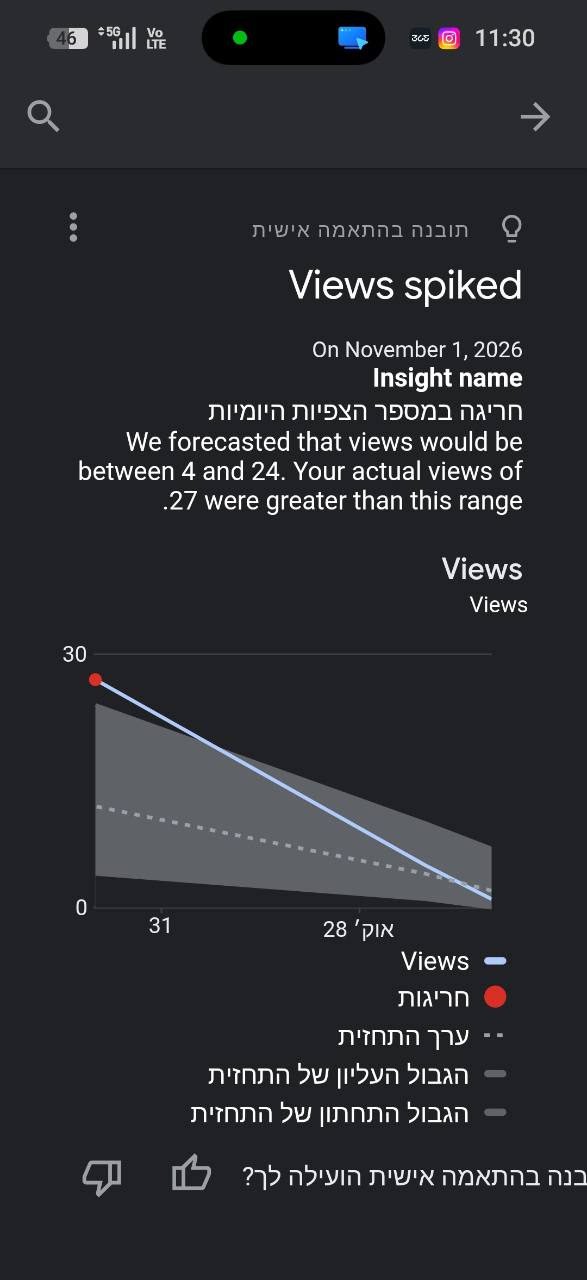 46 5G Vo LTE 365 11:30
תובנה בהתאמה אישית
Views spiked
On November 1, 2026
Insight name
חריגה במספר הצפיות היומיות
We forecasted that views would be
between 4 and 24. Your actual views of
.27 were greater than this range
Views
Views
30
0
31 28 אוק׳
Views
חריגות
ערך התחזית
הגבול העליון של התחזית
הגבול התחתון של התחזית
בנה בהתאמה אישית הועילה לך?